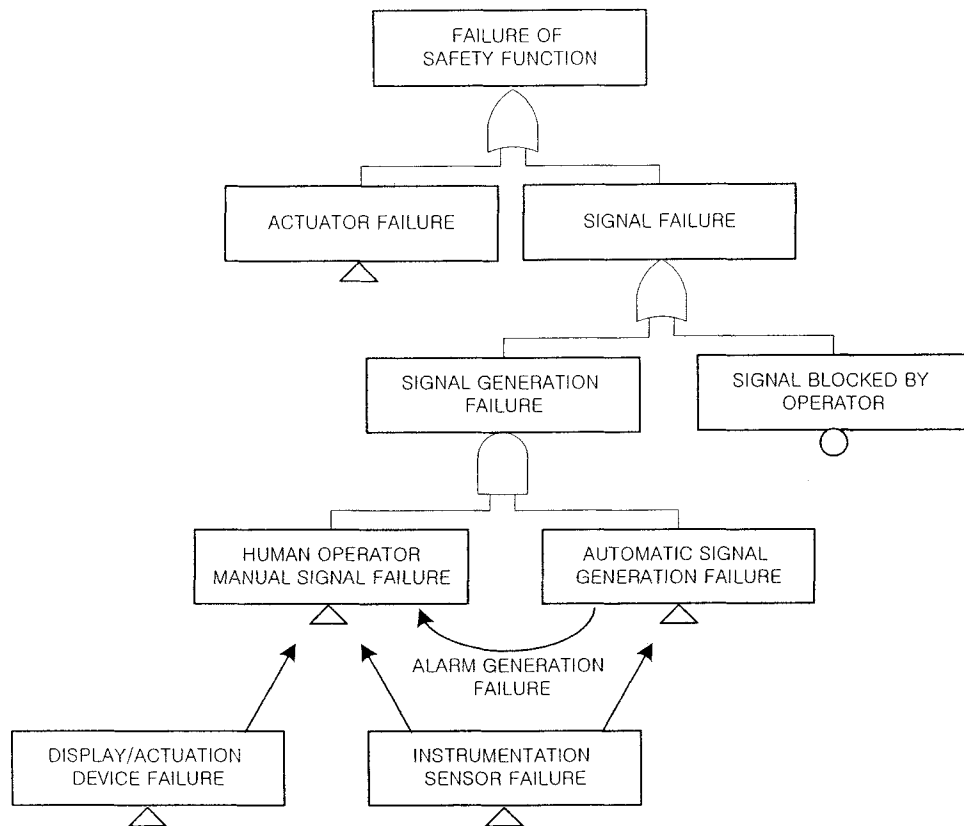 FAILURE OF
SAFETY FUNCTION
ACTUATOR FAILURE
SIGNAL FAILURE
SIGNAL GENERATION
FAILURE
SIGNAL BLOCKED BY
OPERATOR
HUMAN OPERATOR
MANUAL SIGNAL FAILURE
AUTOMATIC SIGNAL
GENERATION FAILURE
ALARM GENERATION
FAILURE
DISPLAY/ACTUATION
DEVICE FAILURE
INSTRUMENTATION
SENSOR FAILURE